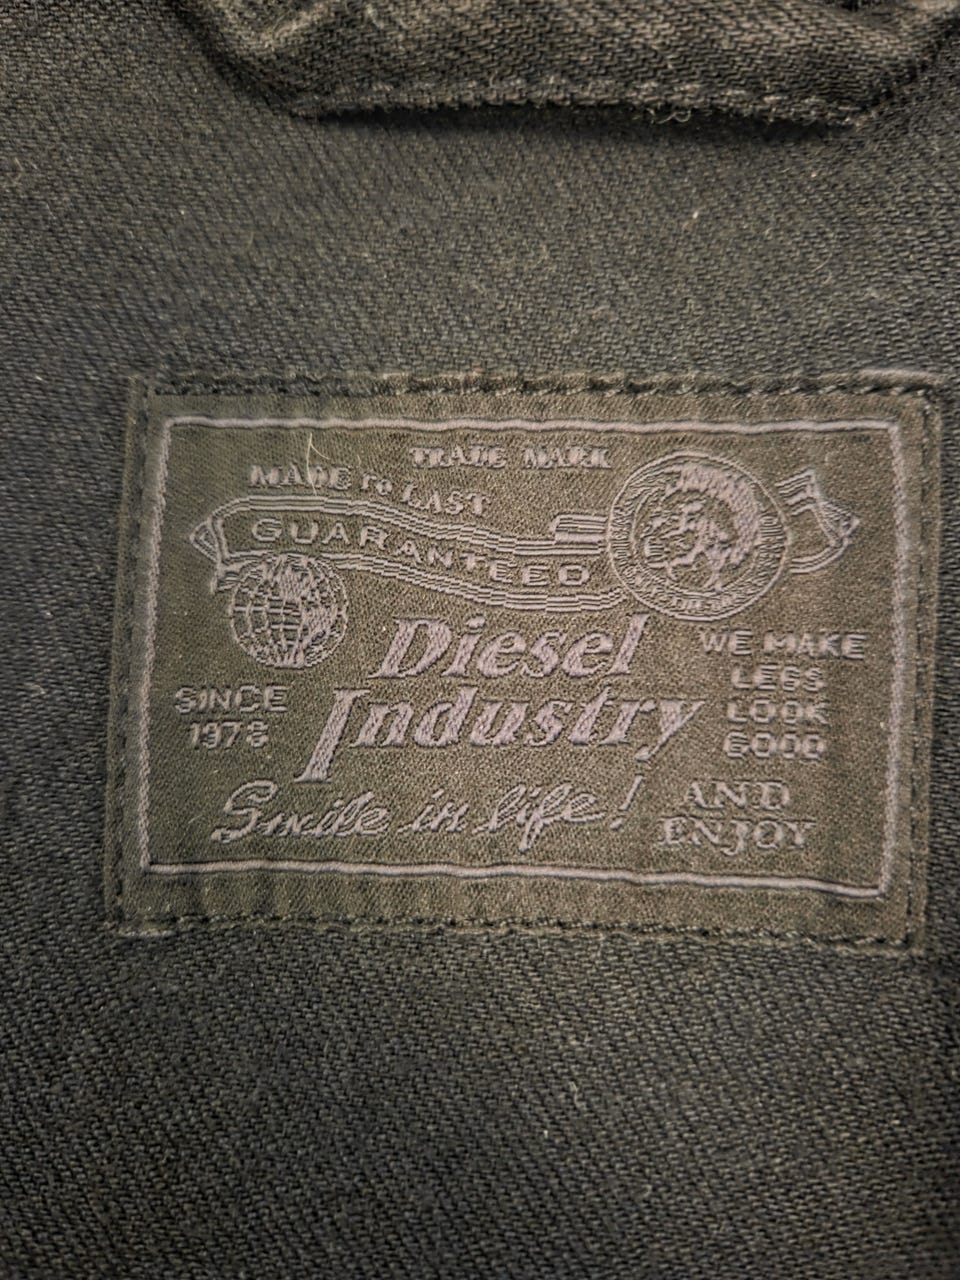 TRADE MARK
MADE to LAST
GUARANTEED
Diesel
Industry
SINCE
1978
WE MAKE
LEGS
LOOK
GOOD
Smile in life!
AND
ENJOY